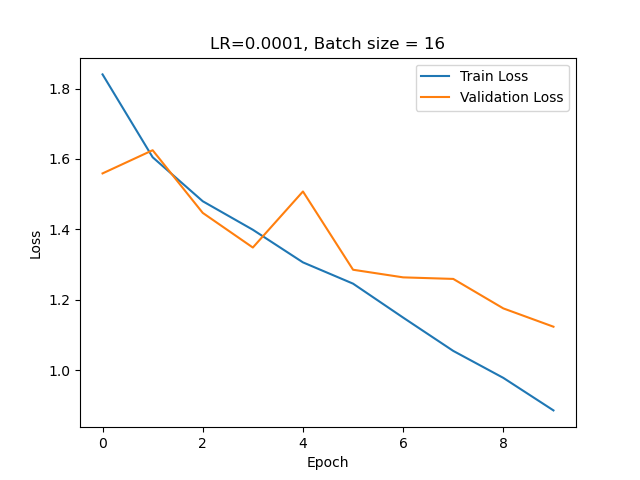 LR=0.0001, Batch size = 16
Train Loss
Validation Loss
1.8
1.6
1.4
1.2
1.0
Loss
0 2 4 6 8
Epoch